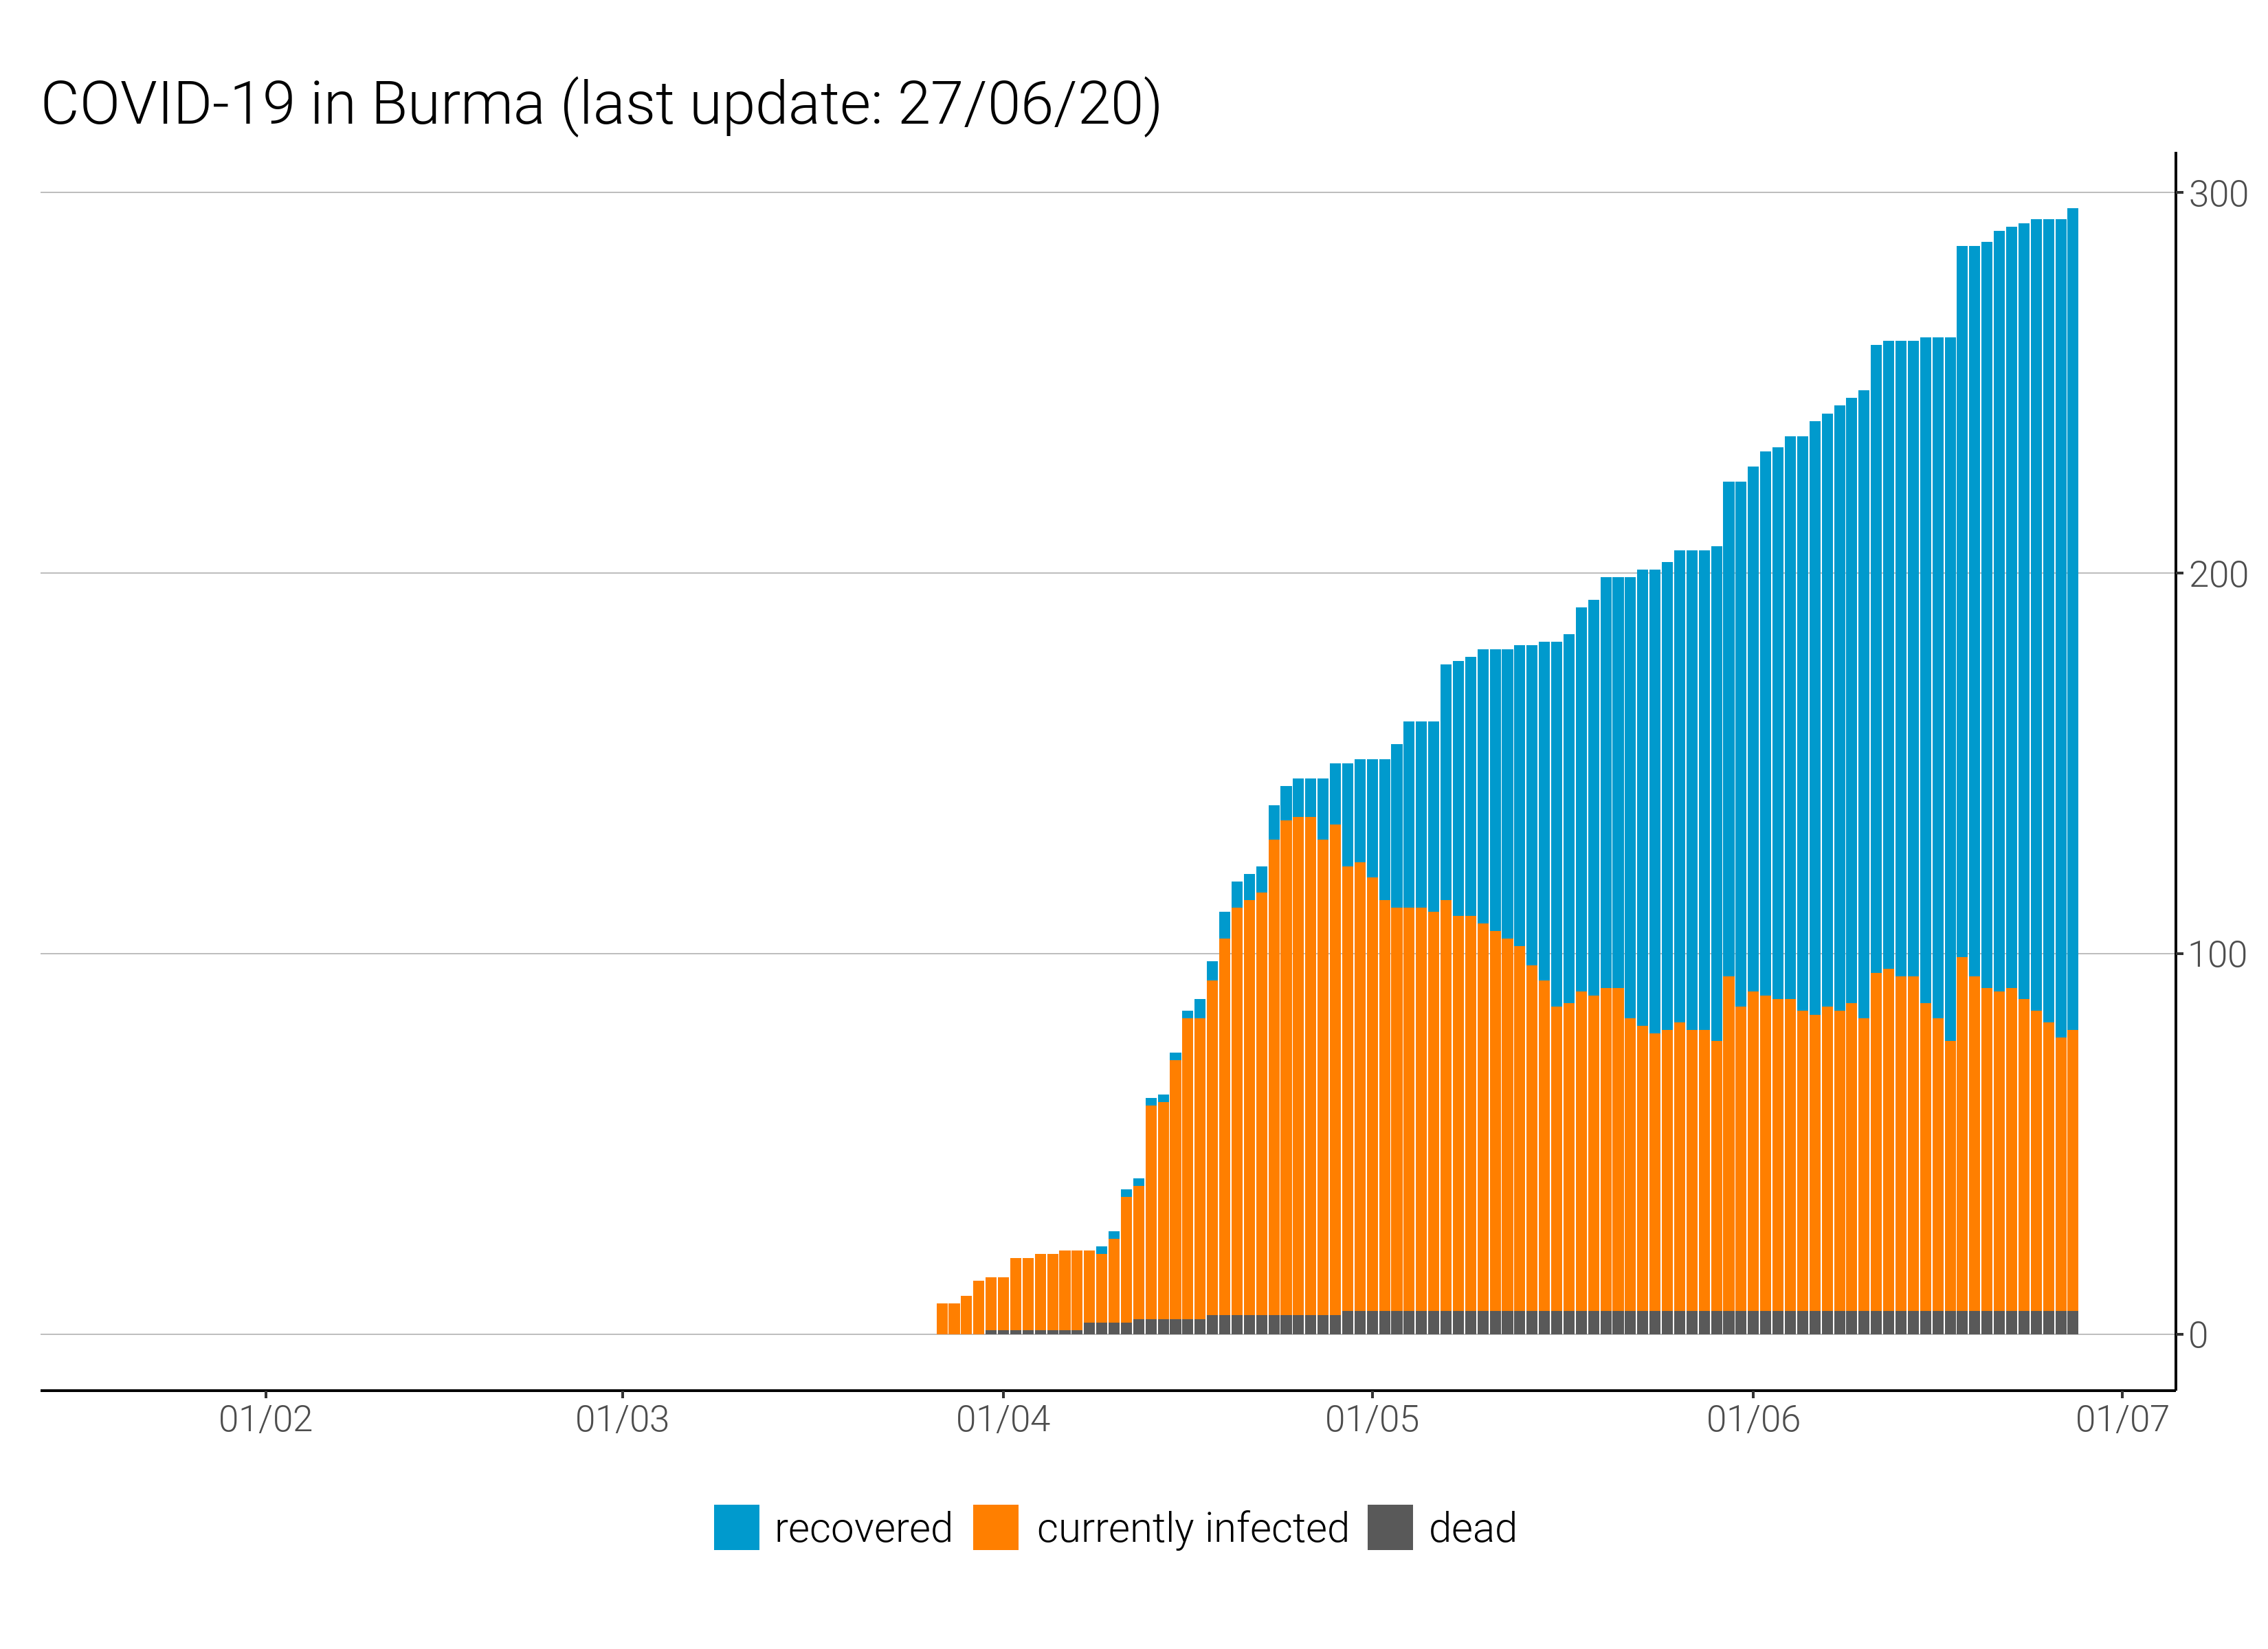 COVID-19 in Burma (last update: 27/06/20)
300
200
100
0
01/02 01/03 01/04 01/05 01/06 01/07
recovered currently infected dead